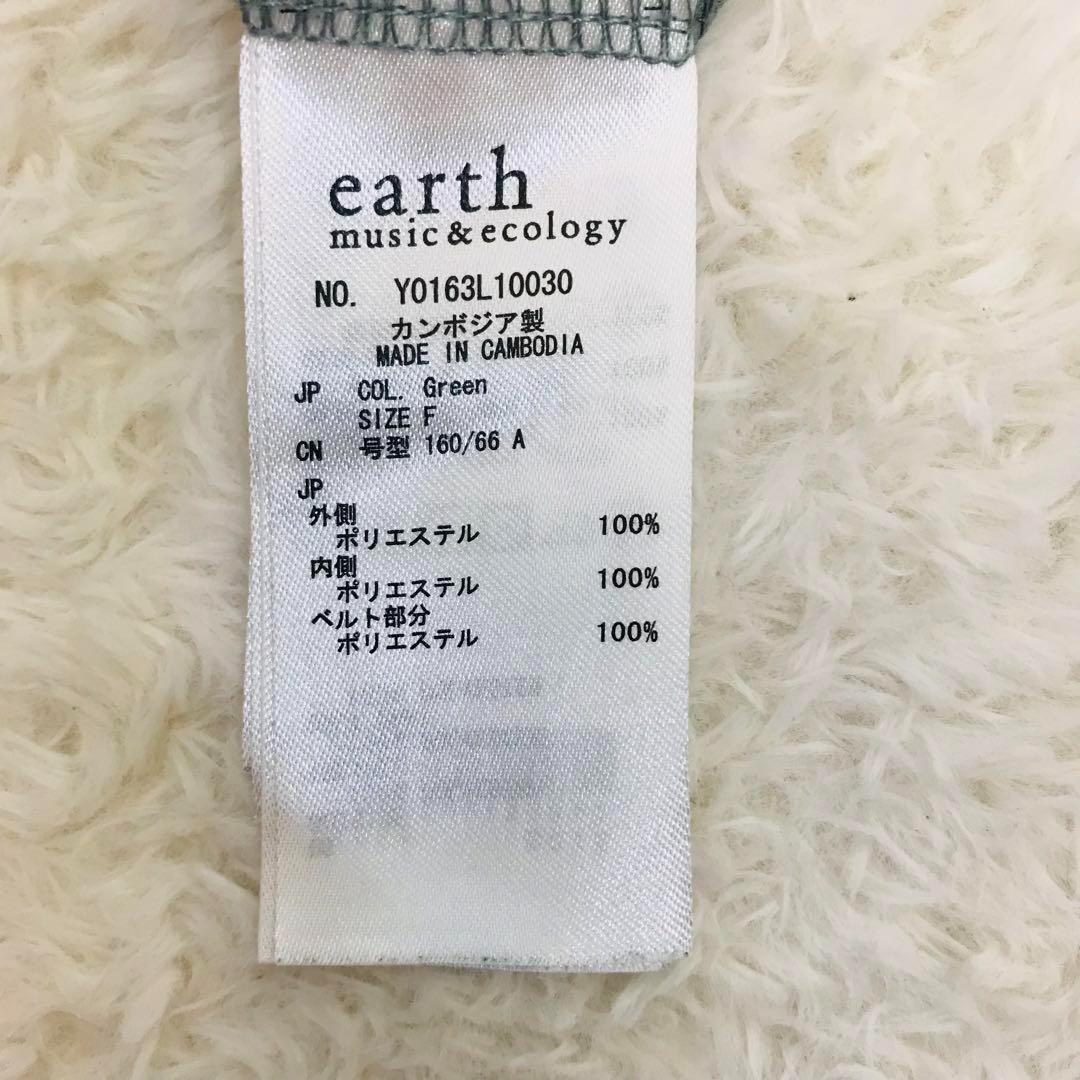 earth
music & ecology
NO. Y0163L10030
カンボジア製
MADE IN CAMBODIA
JP COL. Green
SIZE F
CN 号型 160/66 A
JP
外側
ポリエステル 100%
内側
ポリエステル 100%
ベルト部分
ポリエステル 100%